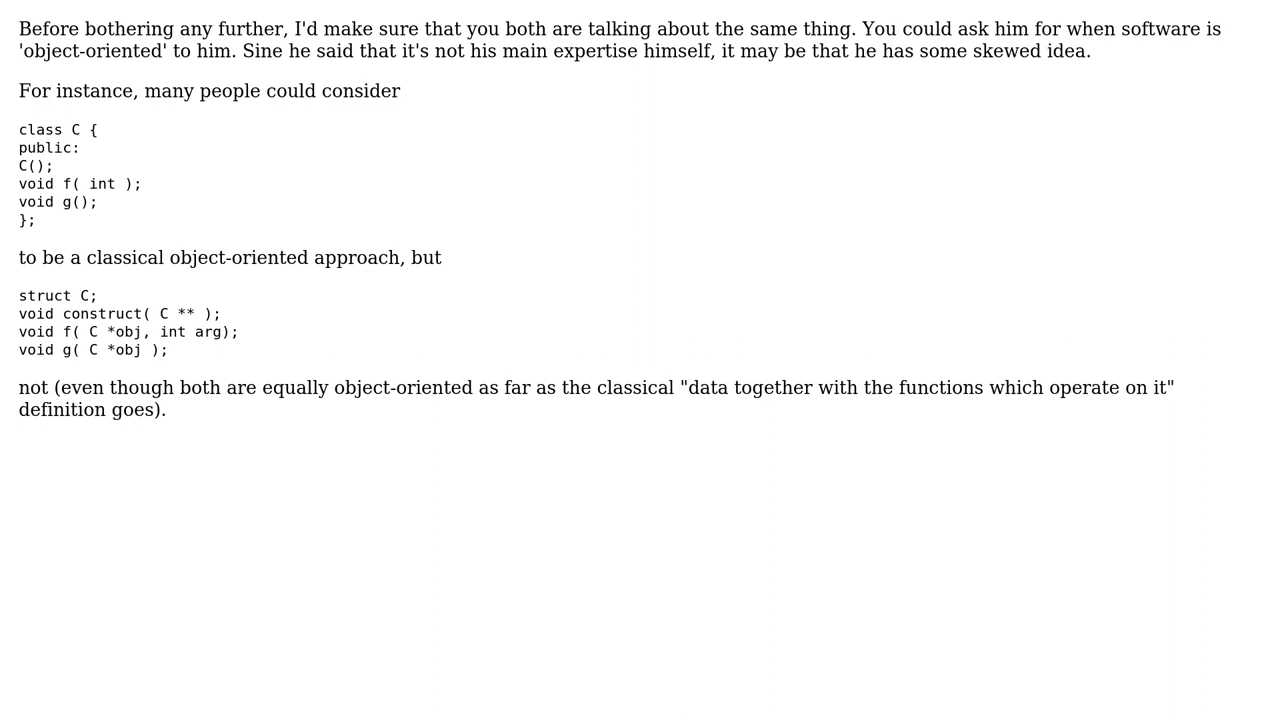 Before bothering any further, I'd make sure that you both are talking about the same thing. You could ask him for when software is
'object-oriented' to him. Sine he said that it's not his main expertise himself, it may be that he has some skewed idea.
For instance, many people could consider
class C {
public:
C();
void f( int );
void g();
};
to be a classical object-oriented approach, but
struct C;
void construct( C ** );
void f( C *obj, int arg);
void g( C *obj );
not (even though both are equally object-oriented as far as the classical "data together with the functions which operate on it"
definition goes).